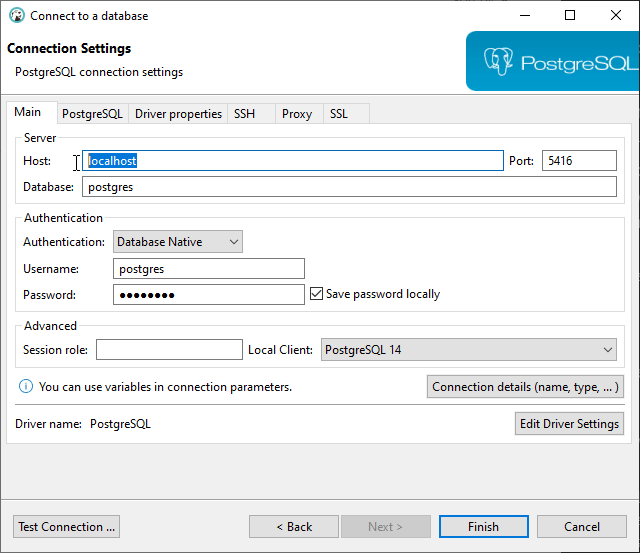 Connect to a database
Connection Settings
PostgreSQL connection settings
PostgreSQL
Main PostgreSQL Driver properties SSH Proxy SSL
Server
Host: localhost Port: 5416
Database: postgres
Authentication
Authentication: Database Native
Username: postgres
Password: ●●●●●●●● Save password locally
Advanced
Session role: Local Client: PostgreSQL 14
You can use variables in connection parameters. Connection details (name, type, ... )
Driver name: PostgreSQL Edit Driver Settings
Test Connection ... < Back Next > Finish Cancel